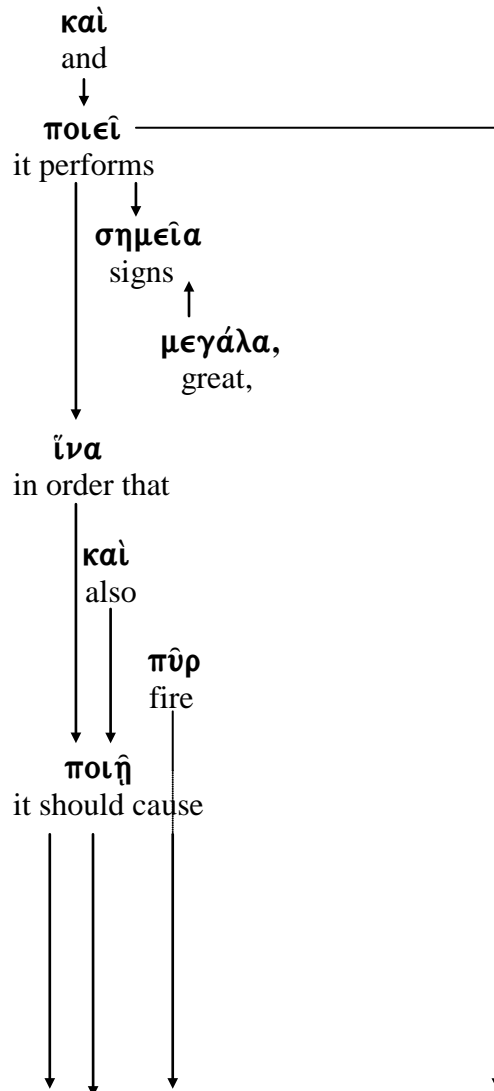 καὶ
and
ποιεῖ
it performs
σημεῖα
signs
μεγάλα,
great,
ἵνα
in order that
καὶ
also
πῦρ
fire
ποιῇ
it should cause